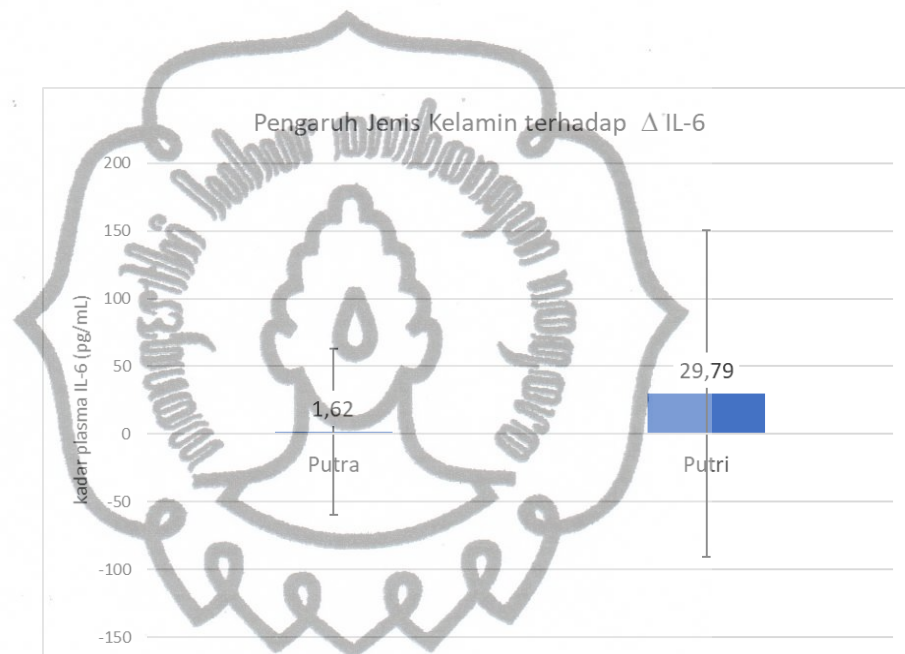 Pengaruh Jenis Kelamin terhadap Δ IL-6
kadar plasma IL-6 (pg/mL)
200
150
100
50
0
-50
-100
-150
1,62
29,79
Putra
Putri